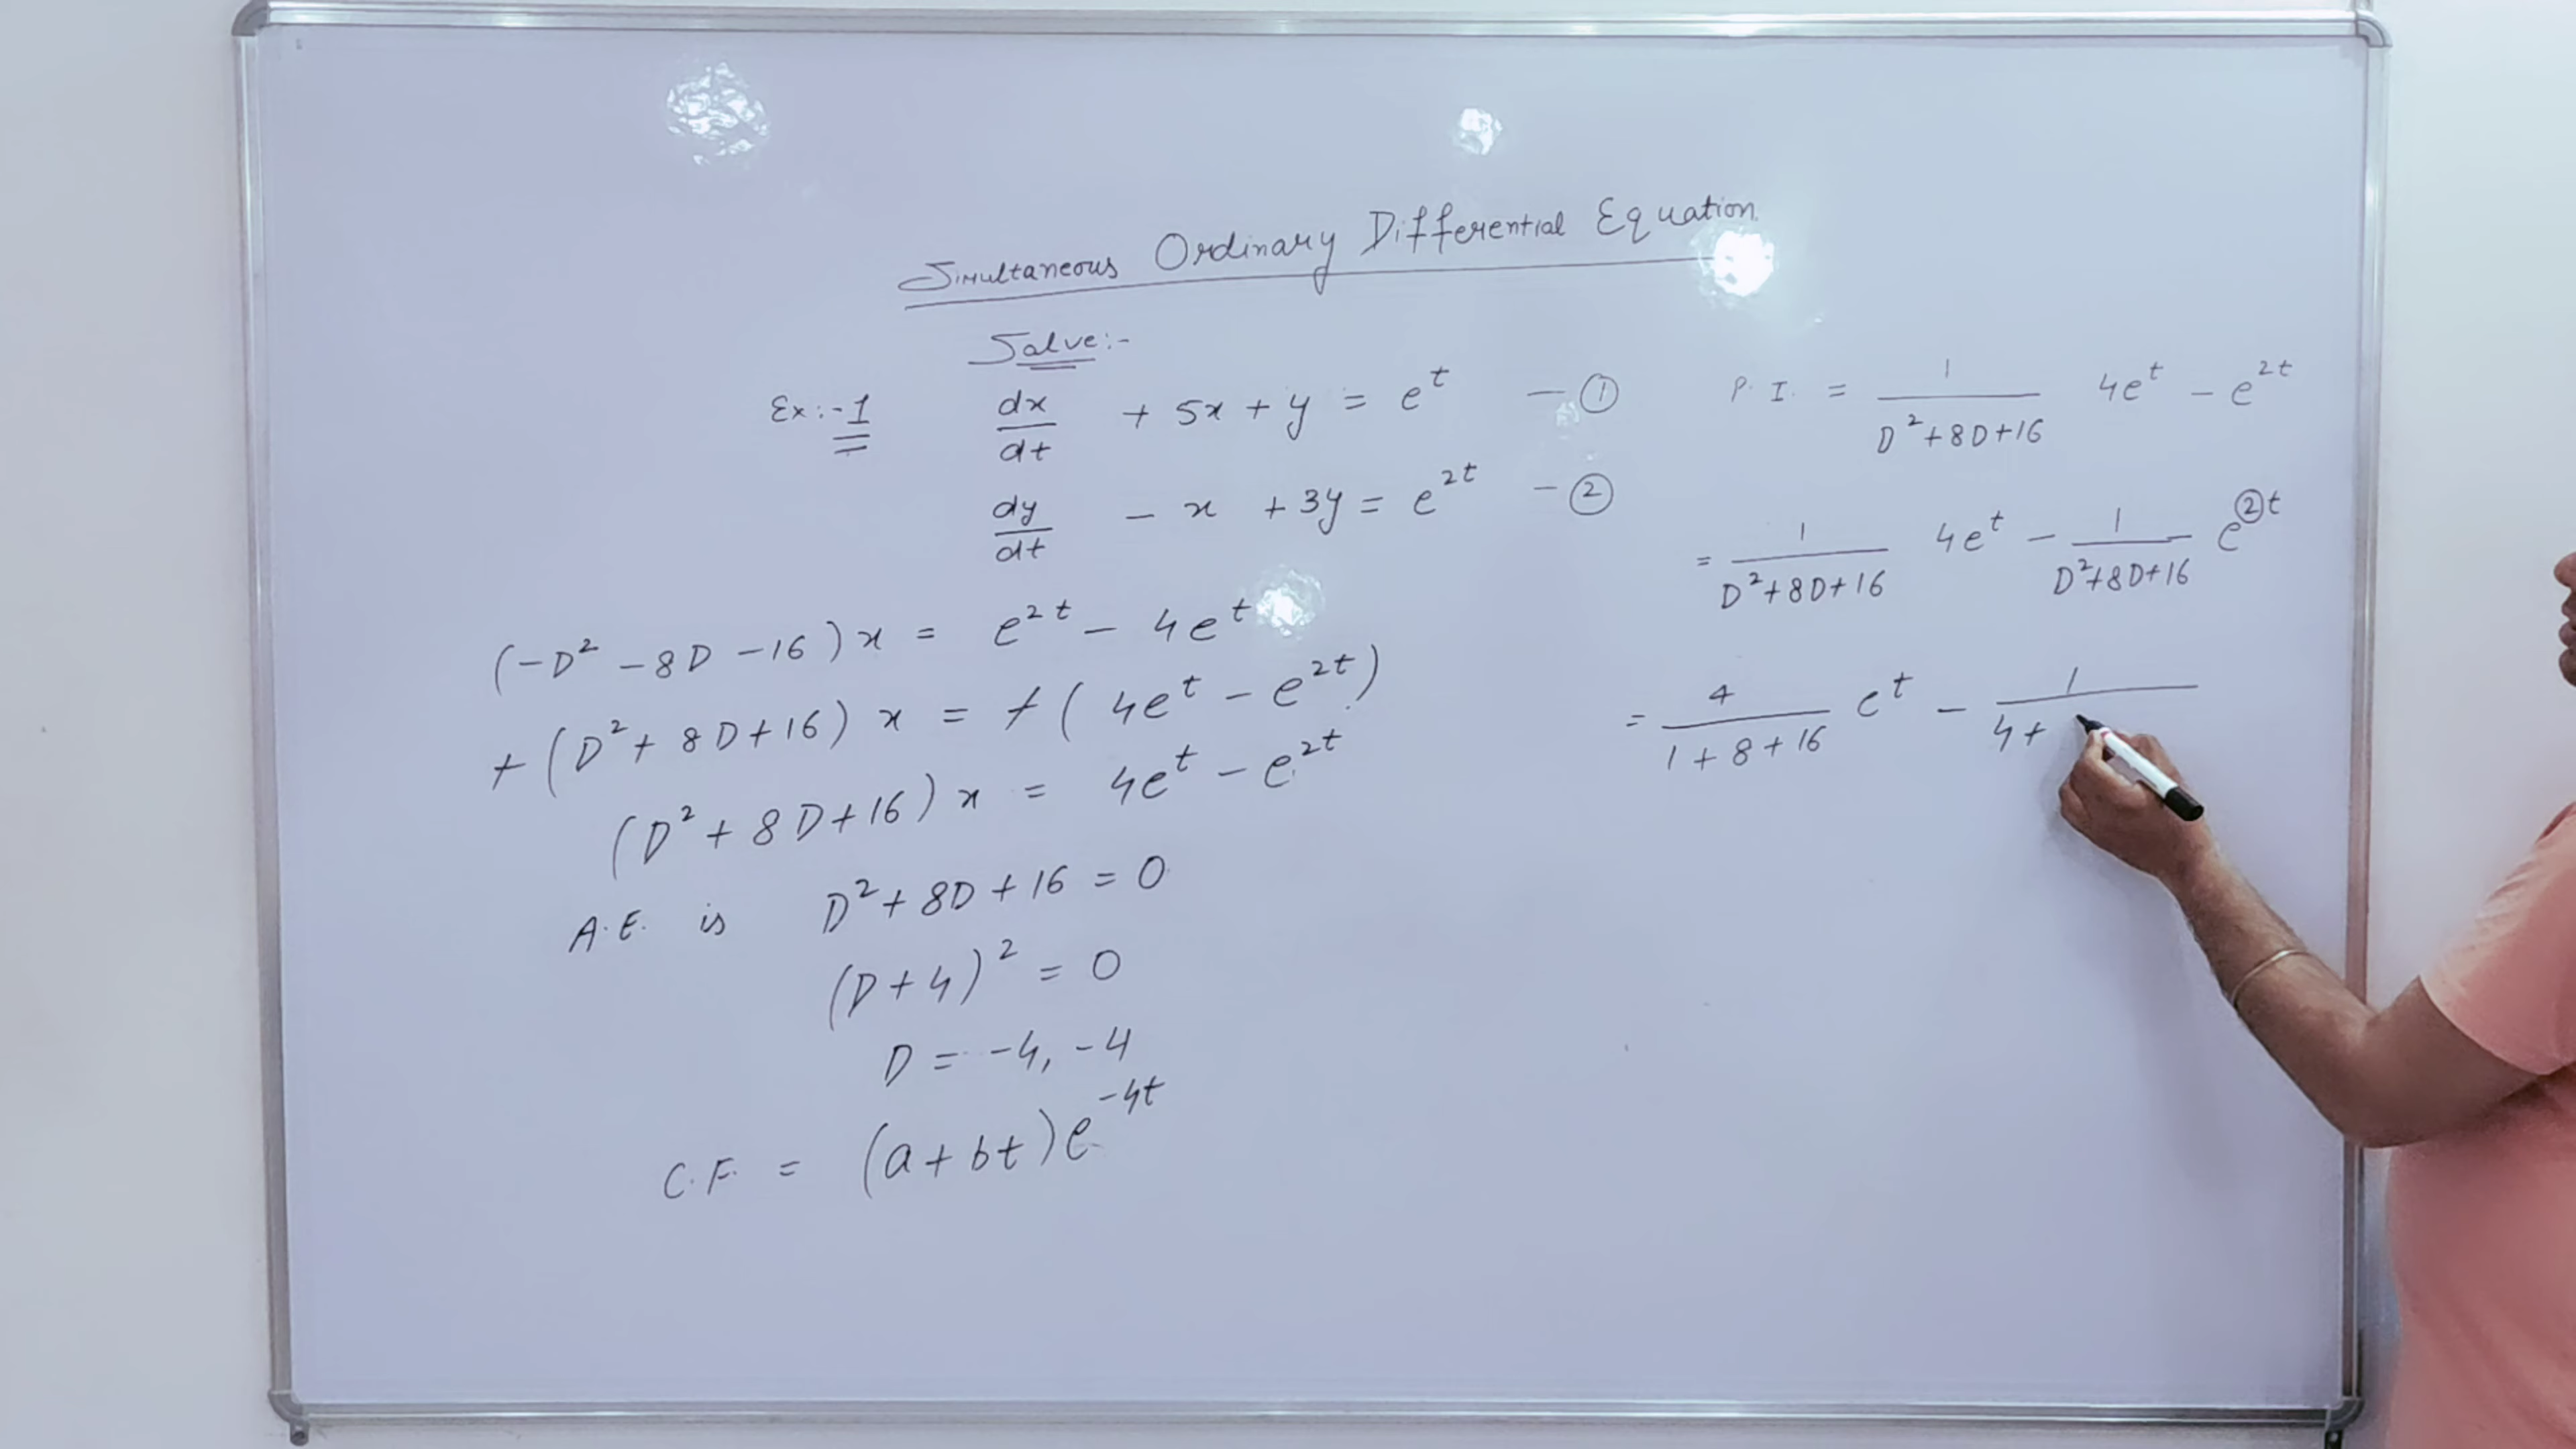 Simultaneous Ordinary Differential Equation
Solve:-
Ex:-1 dx/dt + 5x + y = e^t — ①
dy/dt - x + 3y = e^2t - ②
(-D² - 8D - 16) x = e^2t - 4e^t
+ (D² + 8D + 16) x = + (4e^t - e^2t)
(D² + 8D + 16) x = 4e^t - e^2t
A.E. is D² + 8D + 16 = 0
(D + 4)² = 0
D = -4, -4
C.F. = (a + bt) e^-4t
P. I. = 1/(D² + 8D + 16) 4e^t - e^2t
= 1/(D² + 8D + 16) 4e^t - 1/(D² + 8D + 16) e^②t
= 4/(1 + 8 + 16) e^t - 1/(4 +